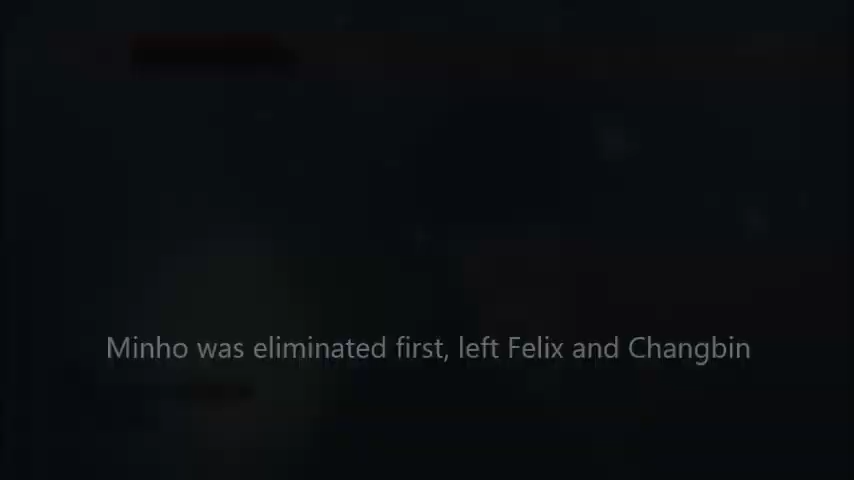 Minho was eliminated first, left Felix and Changbin